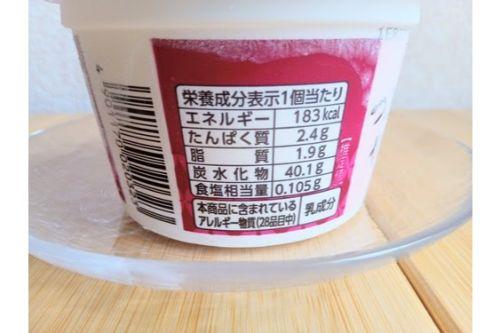 栄養成分表示1個当たり
エネルギー 183kcal
たんぱく質 2.4g
脂質 1.9g
炭水化物 40.1g
食塩相当量 0.105g
本商品に含まれている
アレルギー物質(28品目中) 乳成分